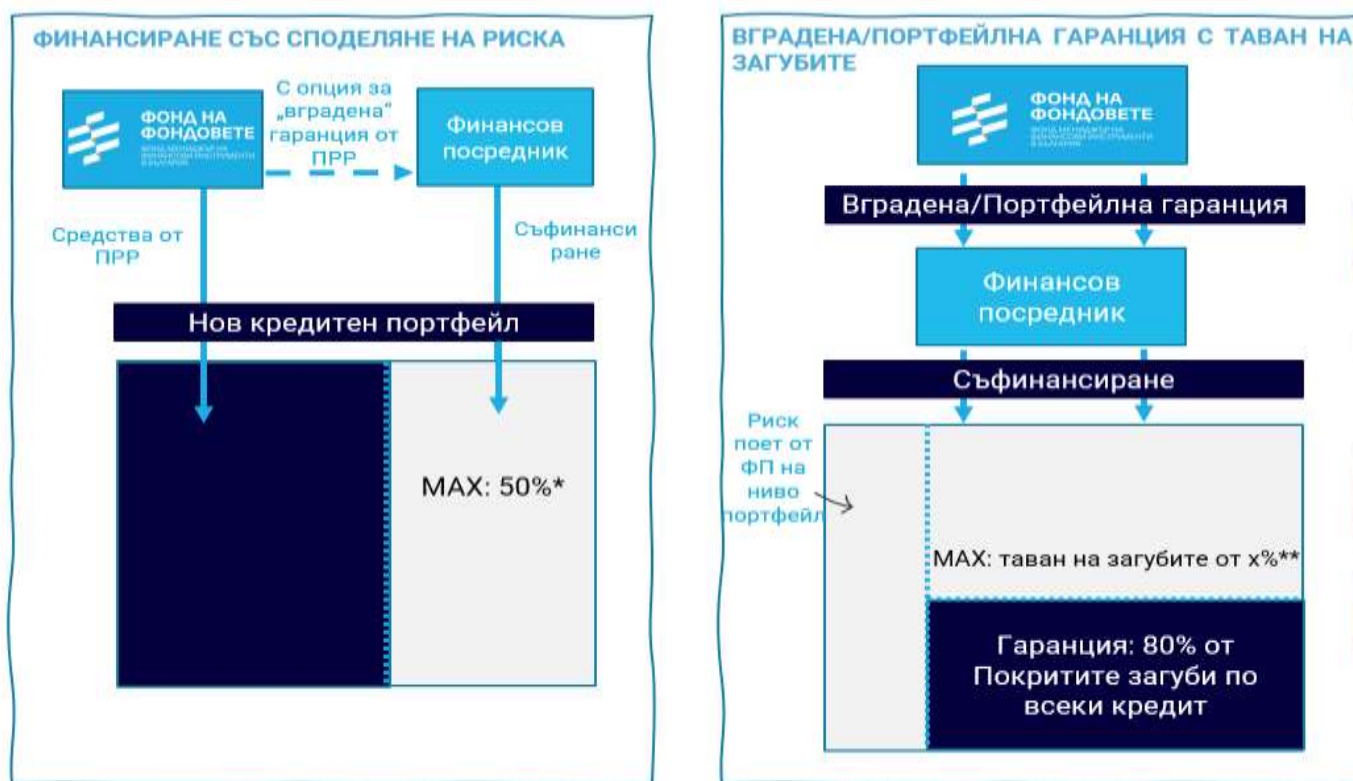 ФИНАНСИРАНЕ СЪС СПОДЕЛЯНЕ НА РИСКА
С опция за
„вградена“
гаранция от
ПРР
ФОНД НА
ФОНДОВЕТЕ
Финансов
посредник
Средства от
ПРР
Съфинанси
ране
Нов кредитен портфейл
MAX: 50%*
ВГРАДЕНА/ПОРТФЕЙЛНА ГАРАНЦИЯ С ТАВАН НА
ЗАГУБИТЕ
ФОНД НА
ФОНДОВЕТЕ
Вградена/Портфейлна гаранция
Финансов
посредник
Съфинансиране
Риск
поет от
ФП на
ниво
портфейл
MAX: таван на загубите от x%**
Гаранция: 80% от
Покритите загуби по
всеки кредит